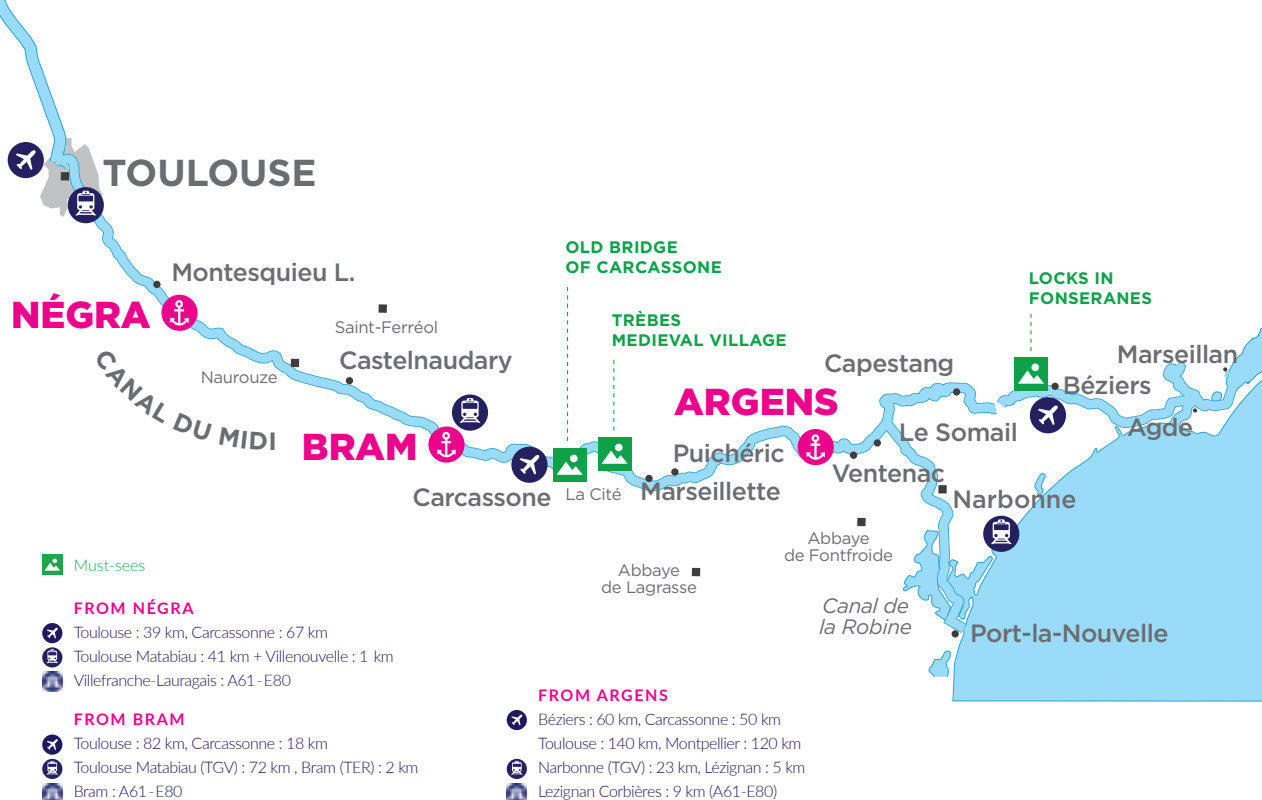 TOULOUSE
OLD BRIDGE
OF CARCASSONE
Montesquieu L.
LOCKS IN
FONSERANES
NÉGRA
Saint-Ferréol
TRÈBES
MEDIEVAL VILLAGE
Castelnaudary
Naurouze
CANAL DU MIDI
Capestang
Marseillan
Béziers
ARGENS
BRAM
Agde
Le Somail
Puichéric
Ventenac
Carcassone
La Cité
Marseillette
Narbonne
Abbaye
de Fontfroide
Abbaye
de Lagrasse
Canal de
la Robine
Port-la-Nouvelle
Must-sees
FROM NÉGRA
Toulouse : 39 km, Carcassonne : 67 km
Toulouse Matabiau : 41 km + Villenouvelle : 1 km
Villefranche-Lauragais : A61-E80
FROM BRAM
Toulouse : 82 km, Carcassonne : 18 km
Toulouse Matabiau (TGV) : 72 km , Bram (TER) : 2 km
Bram : A61-E80
FROM ARGENS
Béziers : 60 km, Carcassonne : 50 km
Toulouse : 140 km, Montpellier : 120 km
Narbonne (TGV) : 23 km, Lézignan : 5 km
Lezignan Corbières : 9 km (A61-E80)